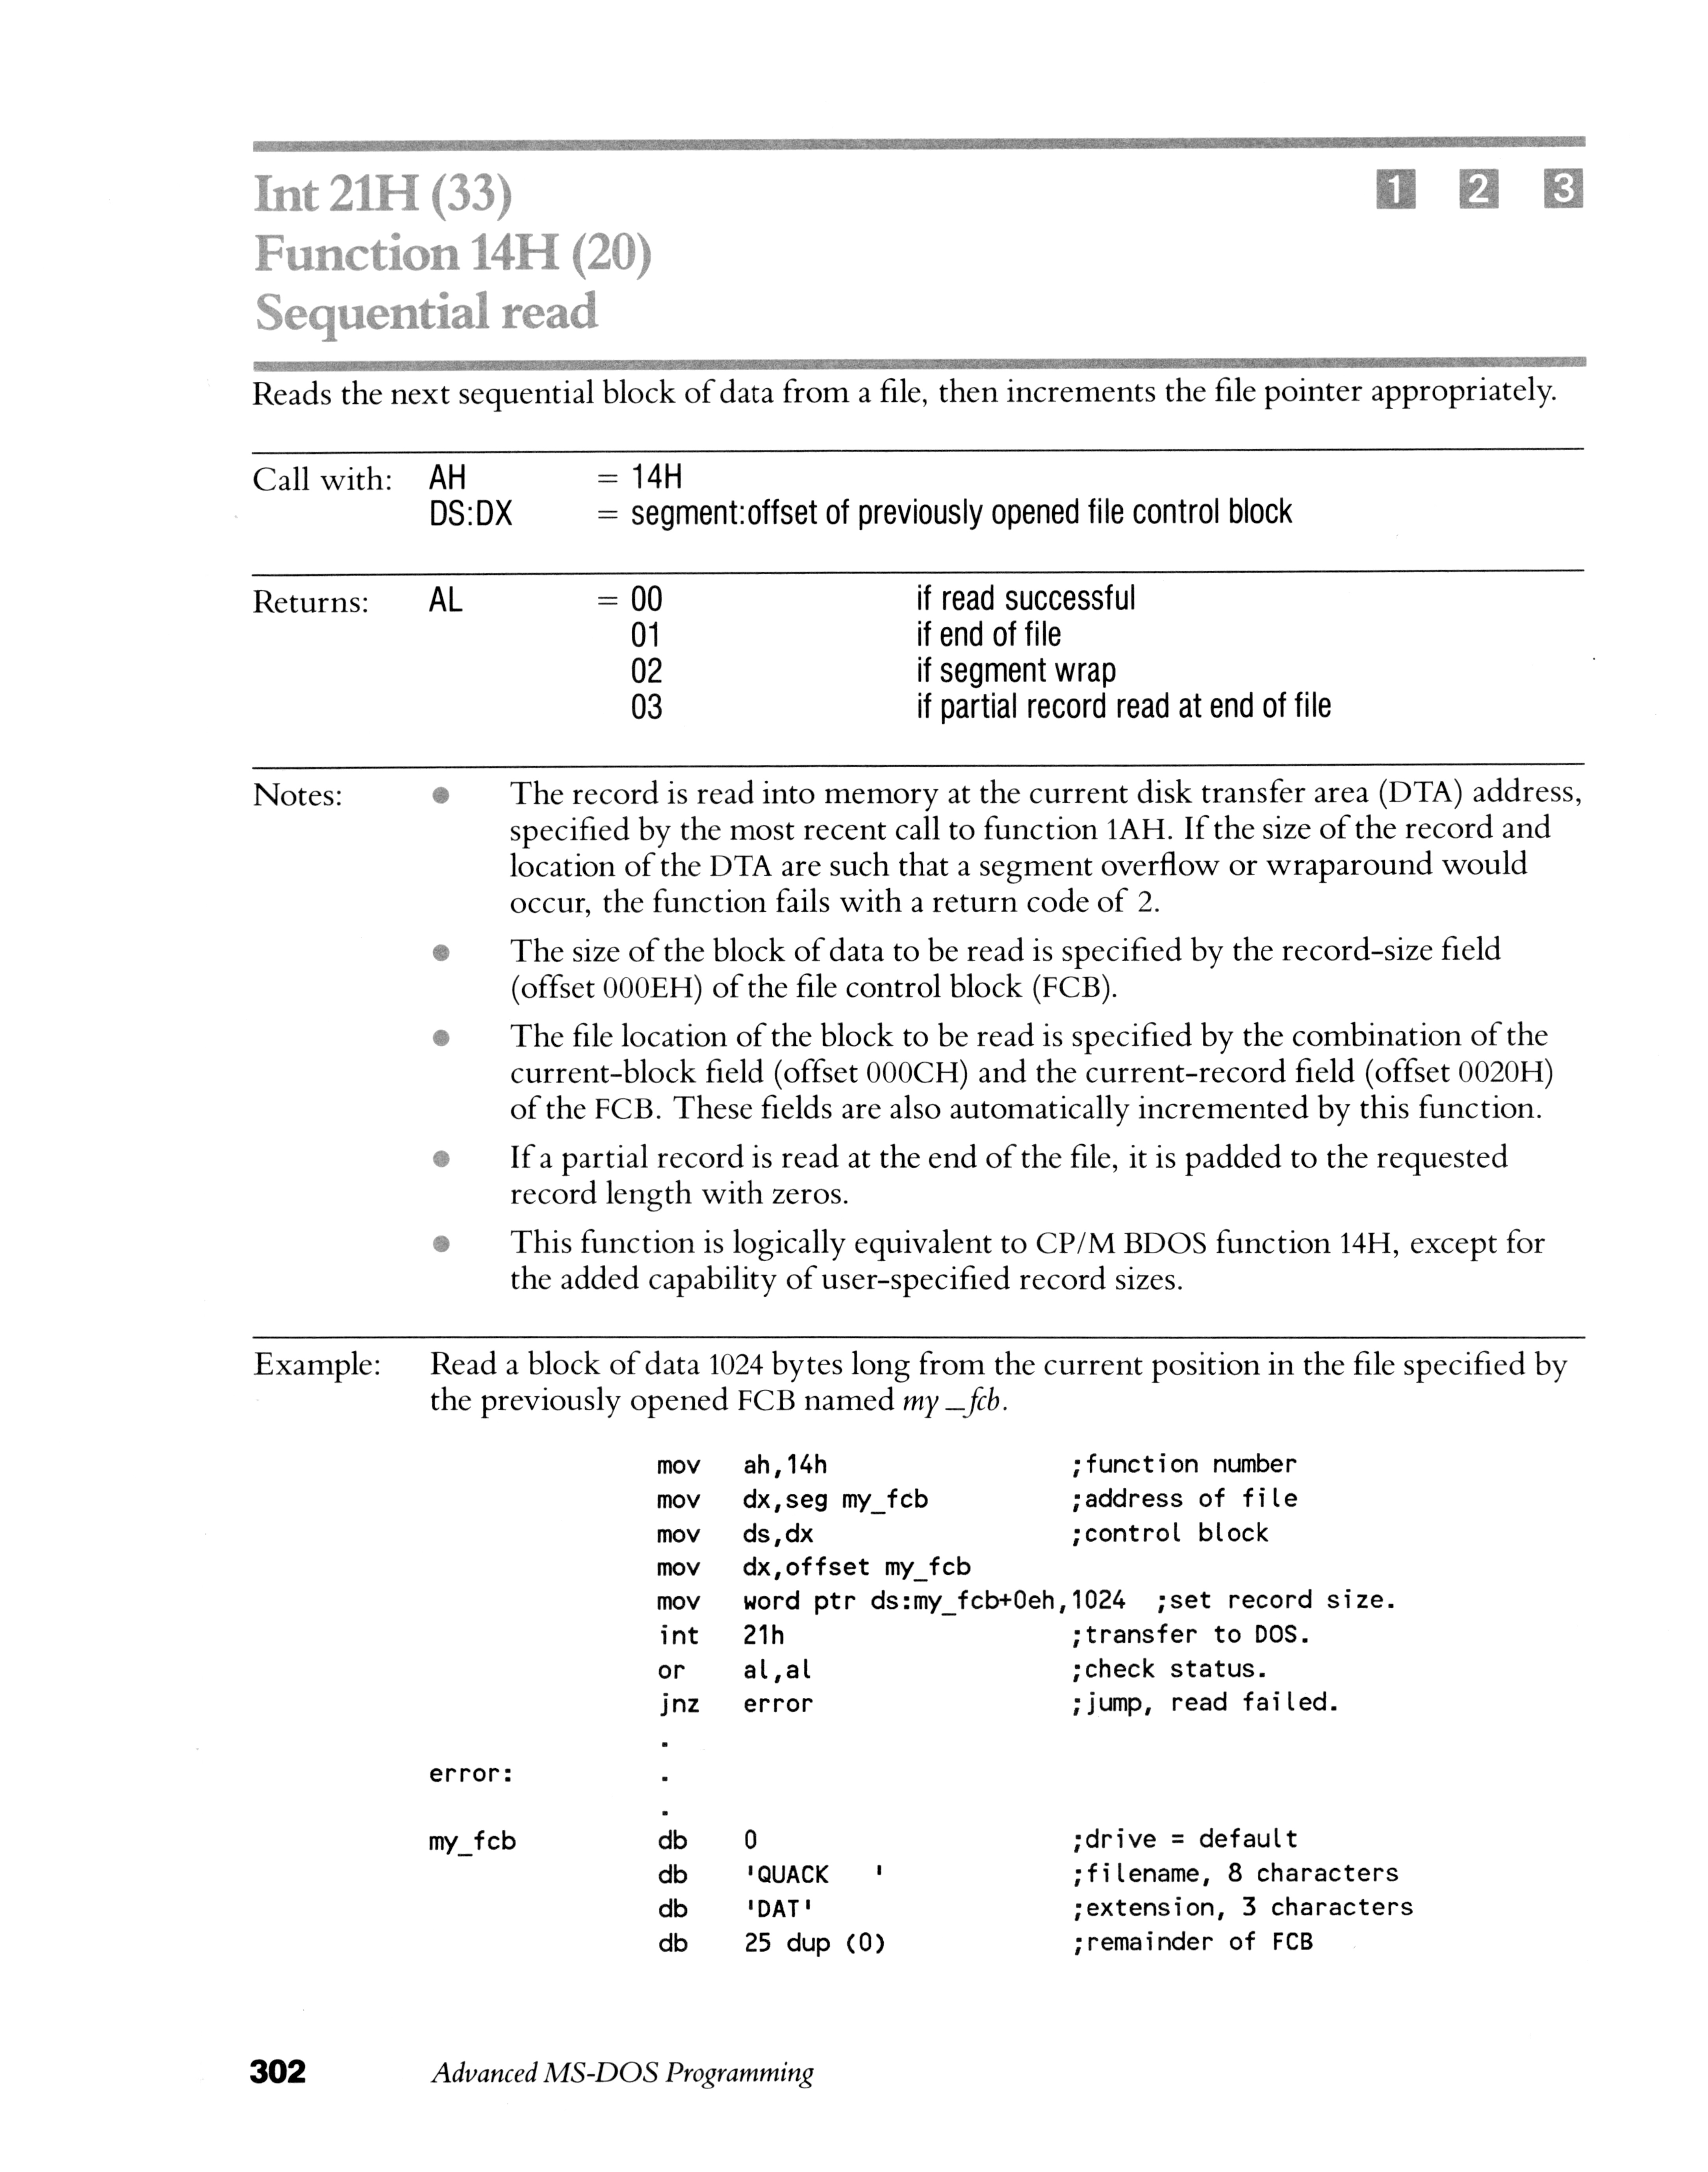 Int 21H (33) 1 2 3
Function 14H (20)
Sequential read
Reads the next sequential block of data from a file, then increments the file pointer appropriately.
Call with: AH = 14H
DS:DX = segment:offset of previously opened file control block
Returns: AL = 00 if read successful
01 if end of file
02 if segment wrap
03 if partial record read at end of file
Notes: ● The record is read into memory at the current disk transfer area (DTA) address,
specified by the most recent call to function 1AH. If the size of the record and
location of the DTA are such that a segment overflow or wraparound would
occur, the function fails with a return code of 2.
● The size of the block of data to be read is specified by the record-size field
(offset 000EH) of the file control block (FCB).
● The file location of the block to be read is specified by the combination of the
current-block field (offset 000CH) and the current-record field (offset 0020H)
of the FCB. These fields are also automatically incremented by this function.
● If a partial record is read at the end of the file, it is padded to the requested
record length with zeros.
● This function is logically equivalent to CP/M BDOS function 14H, except for
the added capability of user-specified record sizes.
Example: Read a block of data 1024 bytes long from the current position in the file specified by
the previously opened FCB named my_fcb.
mov ah,14h ;function number
mov dx,seg my_fcb ;address of file
mov ds,dx ;control block
mov dx,offset my_fcb
mov word ptr ds:my_fcb+0eh,1024 ;set record size.
int 21h ;transfer to DOS.
or al,al ;check status.
jnz error ;jump, read failed.
.
error: .
.
my_fcb db 0 ;drive = default
db 'QUACK   ' ;filename, 8 characters
db 'DAT' ;extension, 3 characters
db 25 dup (0) ;remainder of FCB
302 Advanced MS-DOS Programming